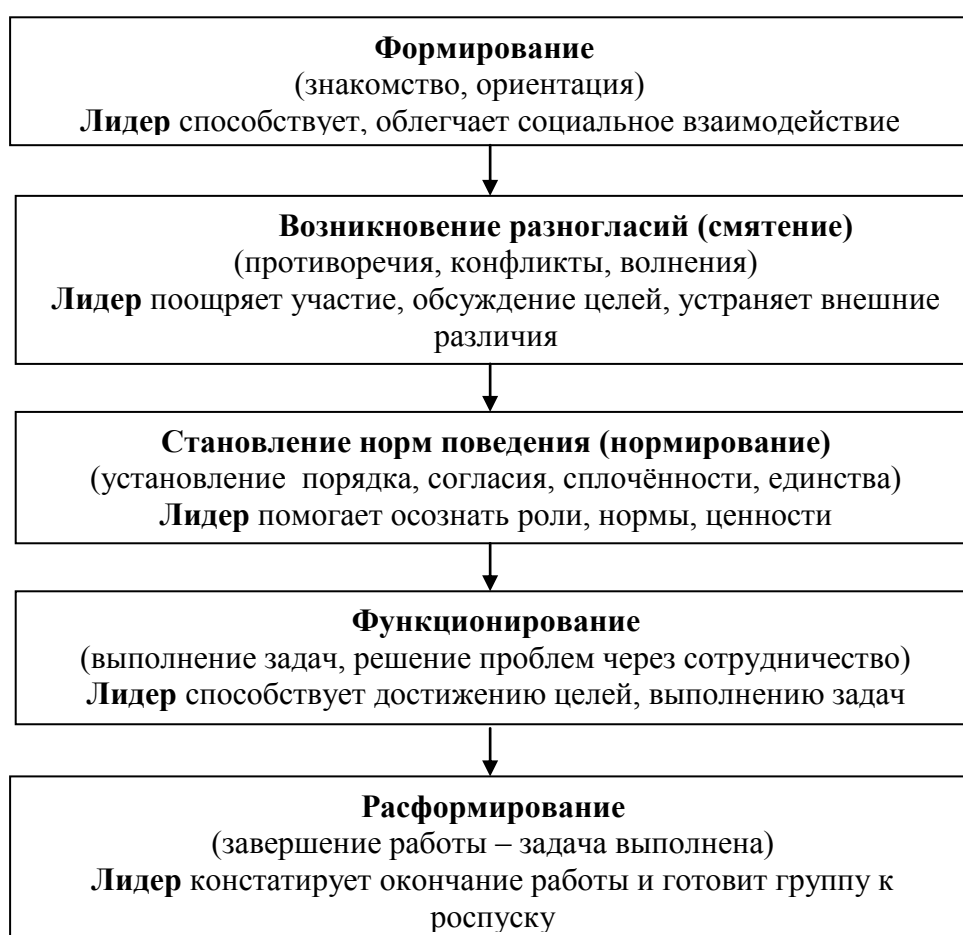 Формирование
(знакомство, ориентация)
Лидер способствует, облегчает социальное взаимодействие
Возникновение разногласий (смятение)
(противоречия, конфликты, волнения)
Лидер поощряет участие, обсуждение целей, устраняет внешние
различия
Становление норм поведения (нормирование)
(установление порядка, согласия, сплочённости, единства)
Лидер помогает осознать роли, нормы, ценности
Функционирование
(выполнение задач, решение проблем через сотрудничество)
Лидер способствует достижению целей, выполнению задач
Расформирование
(завершение работы – задача выполнена)
Лидер констатирует окончание работы и готовит группу к
роспуску